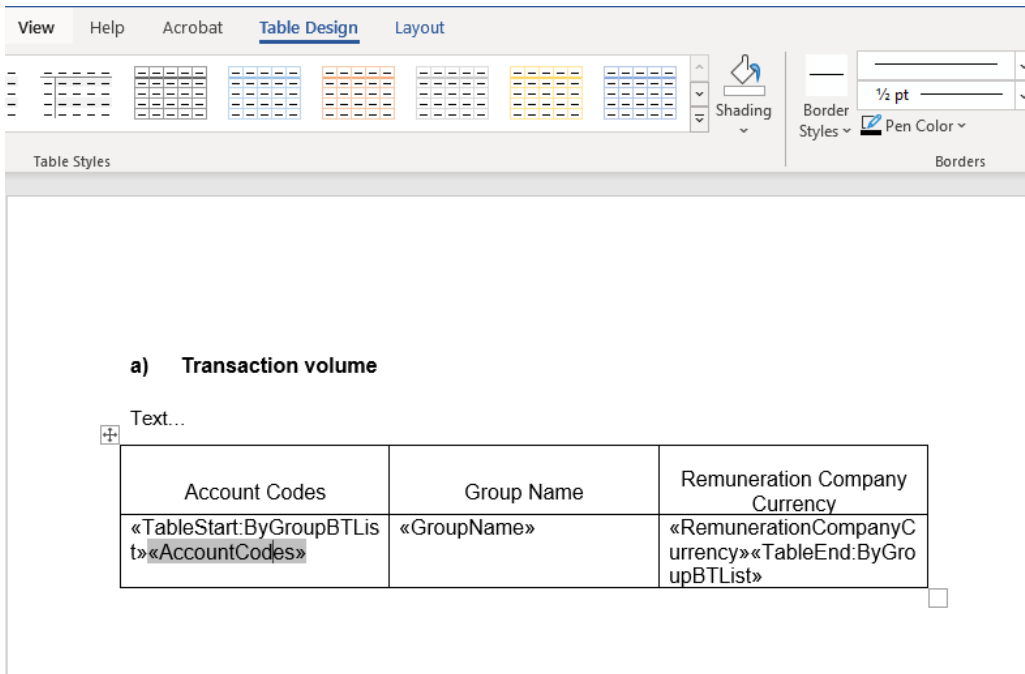 View Help Acrobat Table Design Layout
Shading
Border Styles
½ pt
Pen Color
Table Styles
Borders
a) Transaction volume
Text...
Account Codes
Group Name
Remuneration Company
Currency
«TableStart:ByGroupBTLis
t»«AccountCodes»
«GroupName»
«RemunerationCompanyC
urrency»«TableEnd:ByGro
upBTList»